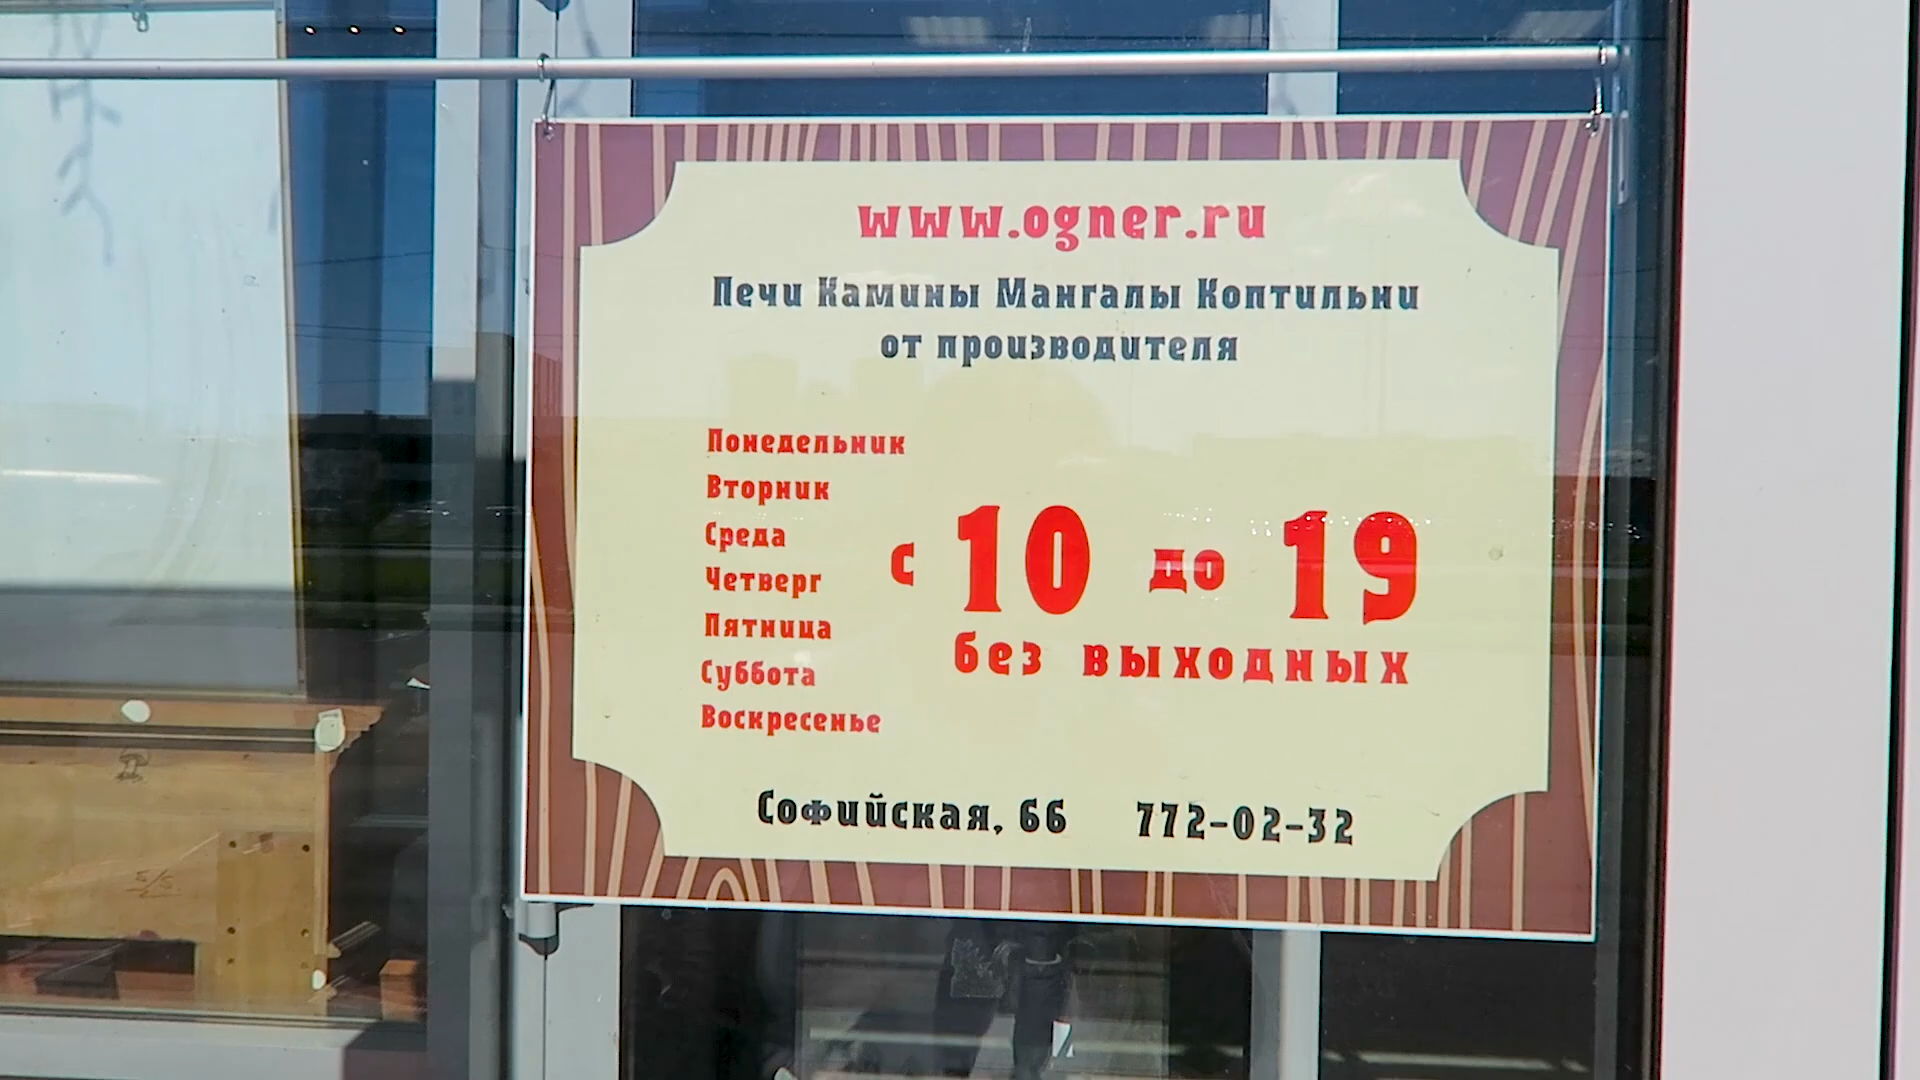 www.ogner.ru
Печи Камины Мангалы Коптильни
от производителя
Понедельник
Вторник
Среда
Четверг
Пятница
Суббота
Воскресенье
с 10 до 19
без выходных
Софийская, 66 772-02-32